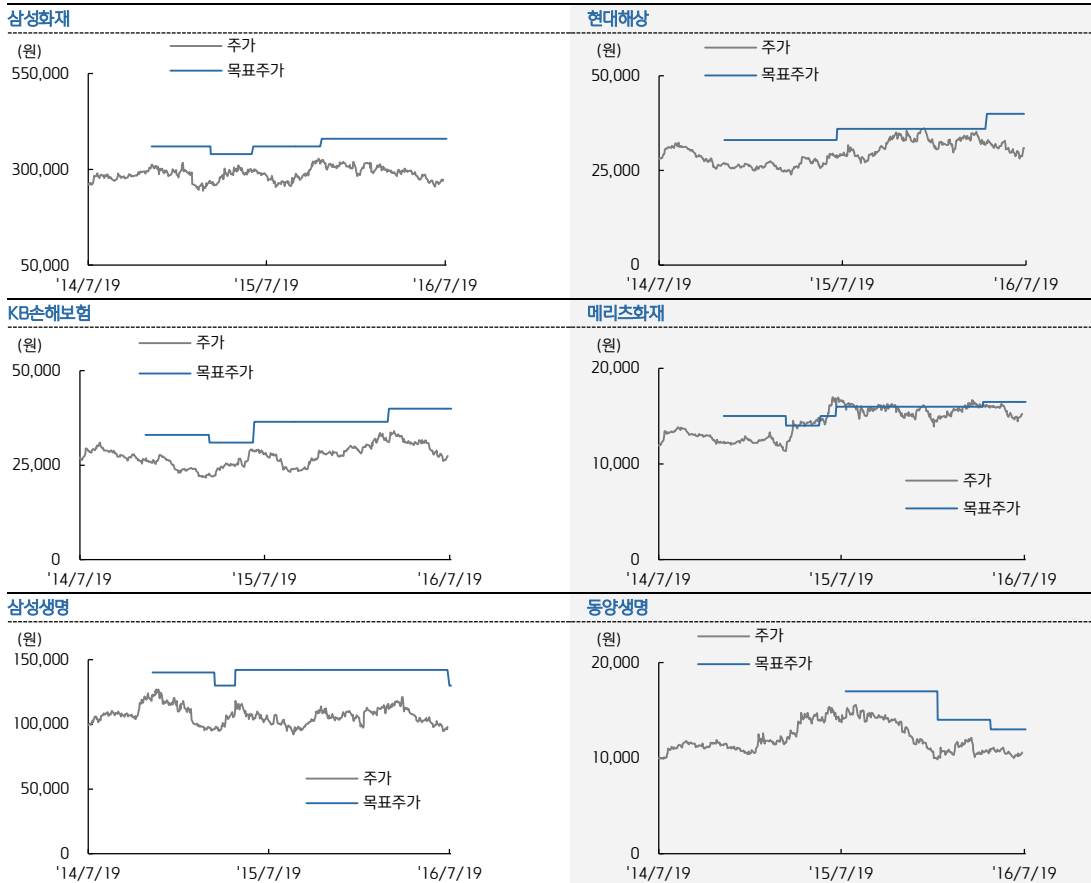 삼성화재
(원)
주가
목표주가
550,000
300,000
50,000
'14/7/19 '15/7/19 '16/7/19
현대해상
(원)
주가
목표주가
50,000
25,000
0
'14/7/19 '15/7/19 '16/7/19
KB손해보험
(원)
주가
목표주가
50,000
25,000
0
'14/7/19 '15/7/19 '16/7/19
메리츠화재
(원)
20,000
10,000
주가
목표주가
0
'14/7/19 '15/7/19 '16/7/19
삼성생명
(원)
150,000
100,000
50,000
주가
목표주가
0
'14/7/19 '15/7/19 '16/7/19
동양생명
(원)
주가
목표주가
20,000
10,000
0
'14/7/19 '15/7/19 '16/7/19